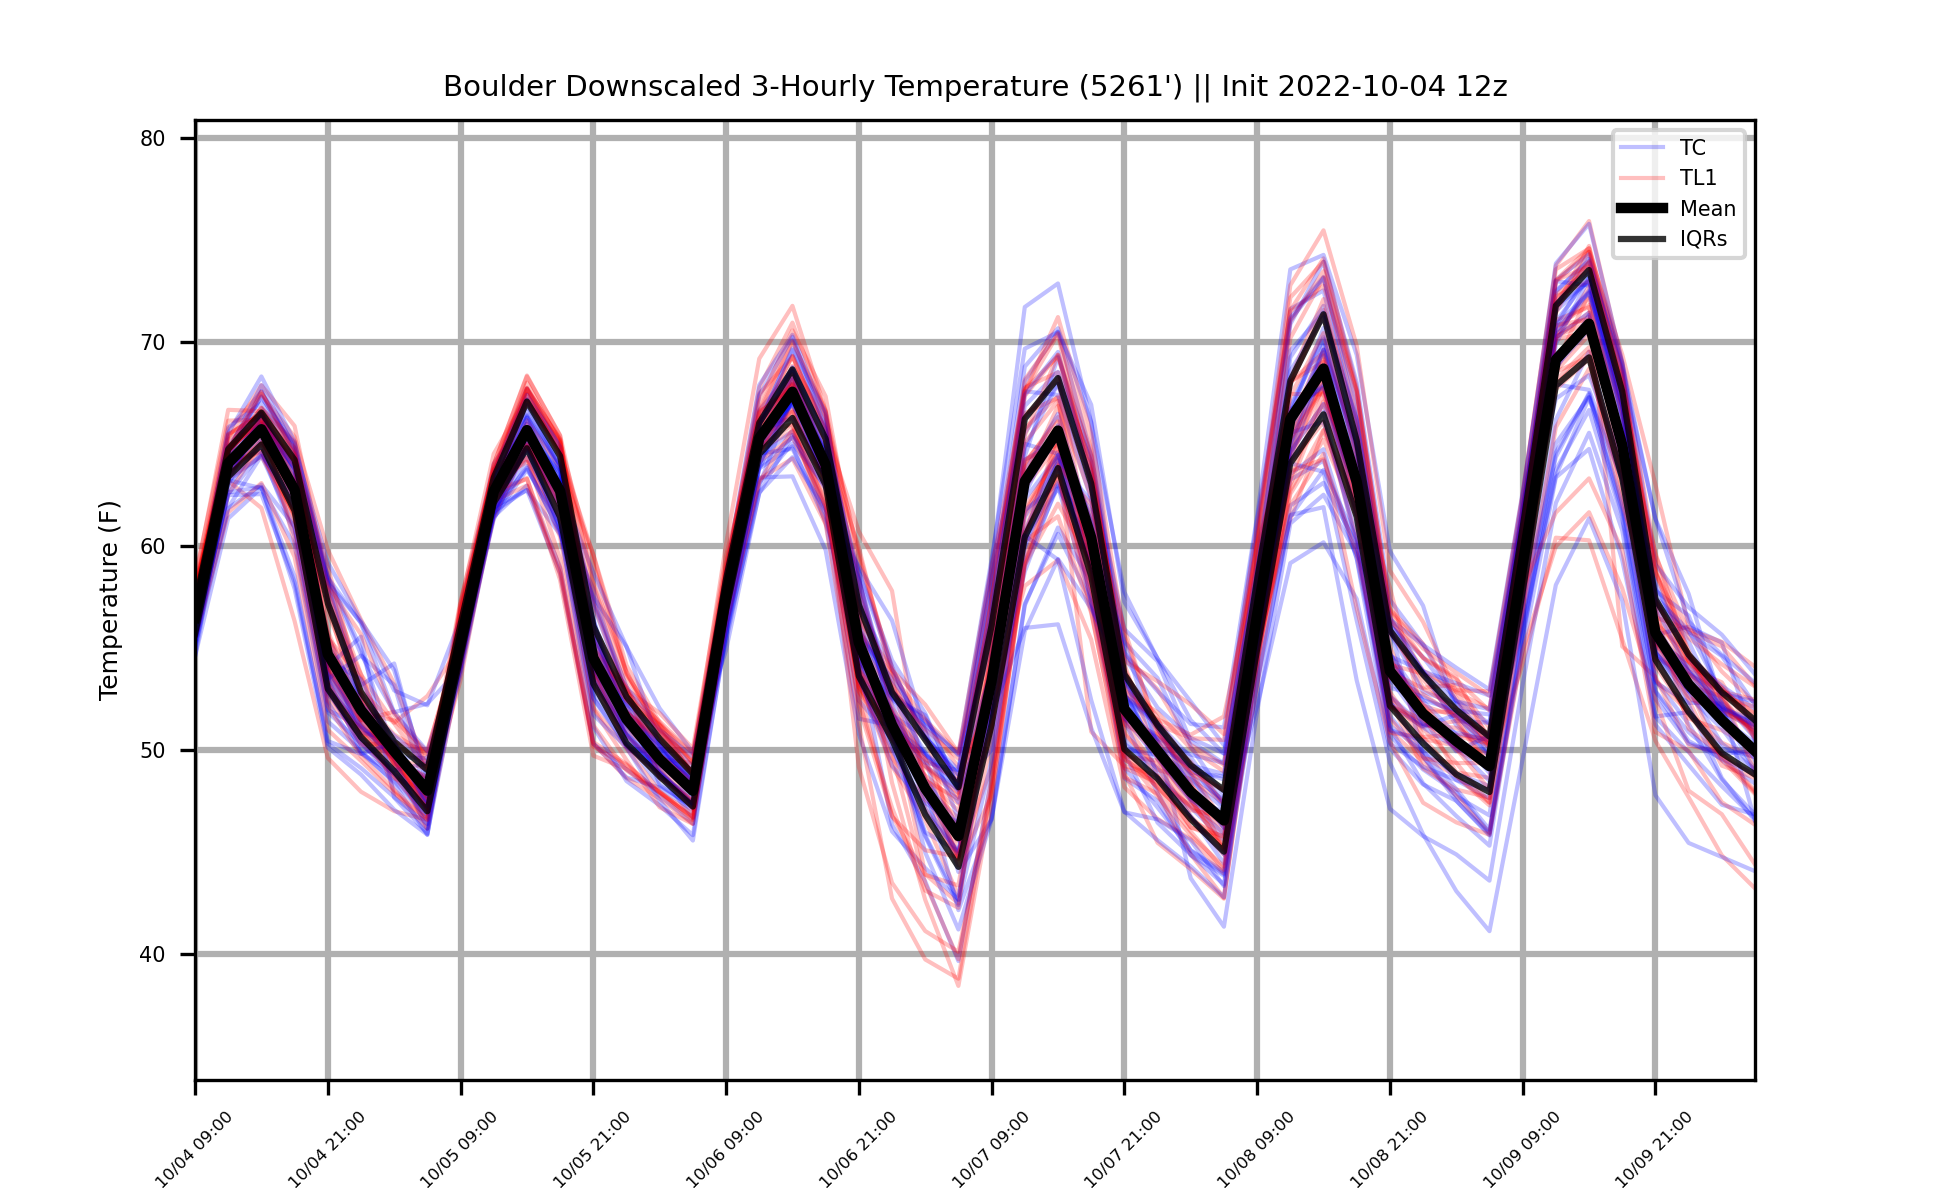 Boulder Downscaled 3-Hourly Temperature (5261') || Init 2022-10-04 12z
TC
TL1
Mean
IQRs
Temperature (F)
80
70
60
50
40
10/04 09:00
10/04 21:00
10/05 09:00
10/05 21:00
10/06 09:00
10/06 21:00
10/07 09:00
10/07 21:00
10/08 09:00
10/08 21:00
10/09 09:00
10/09 21:00